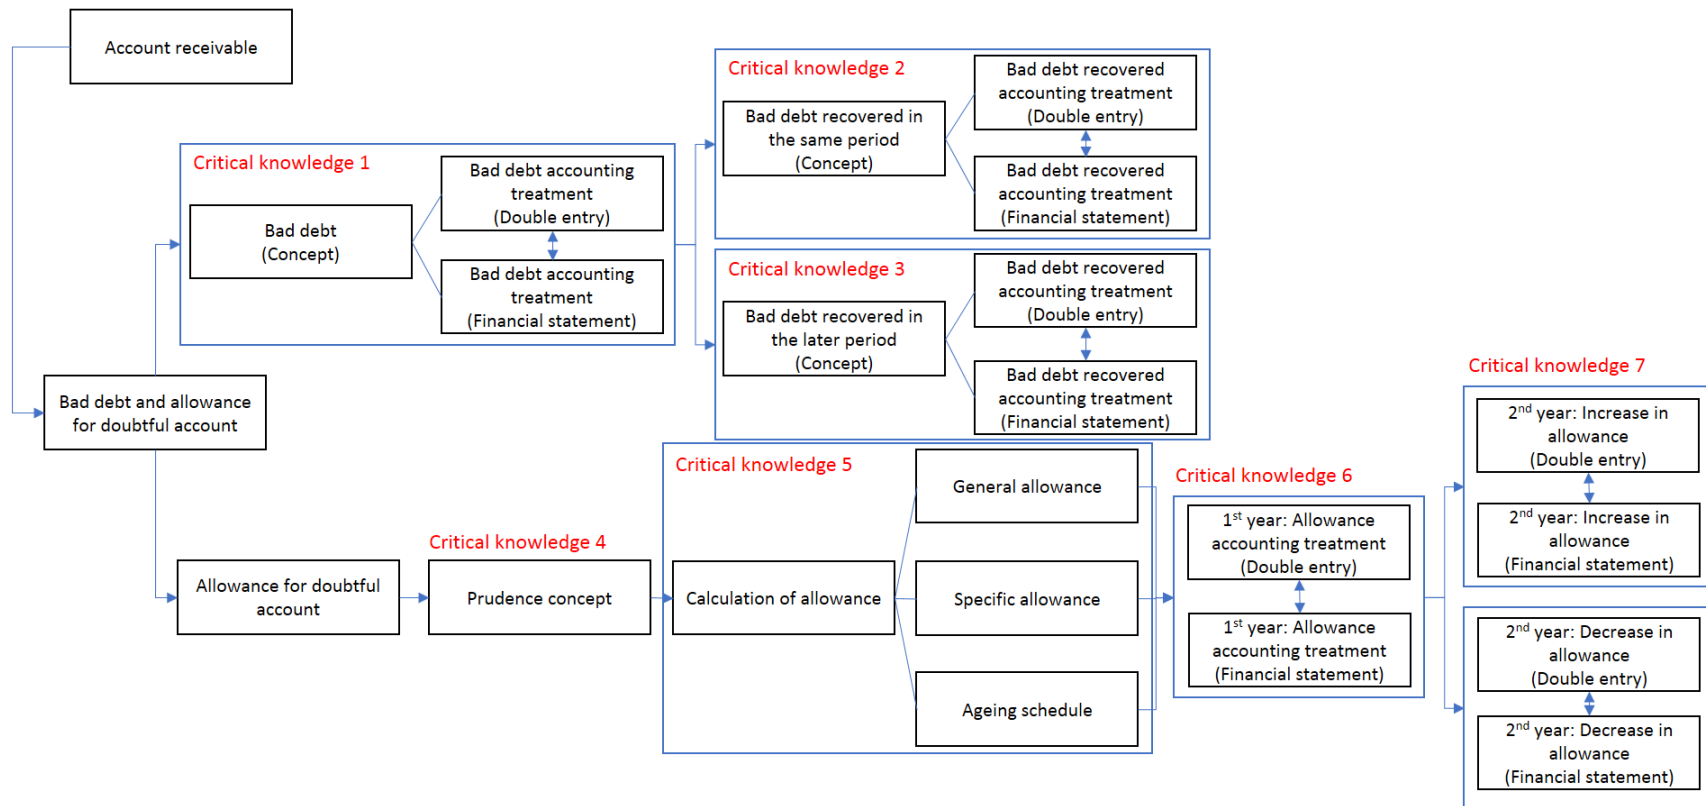 Account receivable
Critical knowledge 1
Bad debt
(Concept)
Bad debt accounting
treatment
(Double entry)
Bad debt accounting
treatment
(Financial statement)
Critical knowledge 2
Bad debt recovered in
the same period
(Concept)
Bad debt recovered
accounting treatment
(Double entry)
Bad debt recovered
accounting treatment
(Financial statement)
Critical knowledge 3
Bad debt recovered in
the later period
(Concept)
Bad debt recovered
accounting treatment
(Double entry)
Bad debt recovered
accounting treatment
(Financial statement)
Bad debt and allowance
for doubtful account
Allowance for doubtful
account
Critical knowledge 4
Prudence concept
Critical knowledge 5
Calculation of allowance
General allowance
Specific allowance
Ageing schedule
Critical knowledge 6
1st year: Allowance
accounting treatment
(Double entry)
1st year: Allowance
accounting treatment
(Financial statement)
Critical knowledge 7
2nd year: Increase in
allowance
(Double entry)
2nd year: Increase in
allowance
(Financial statement)
2nd year: Decrease in
allowance
(Double entry)
2nd year: Decrease in
allowance
(Financial statement)